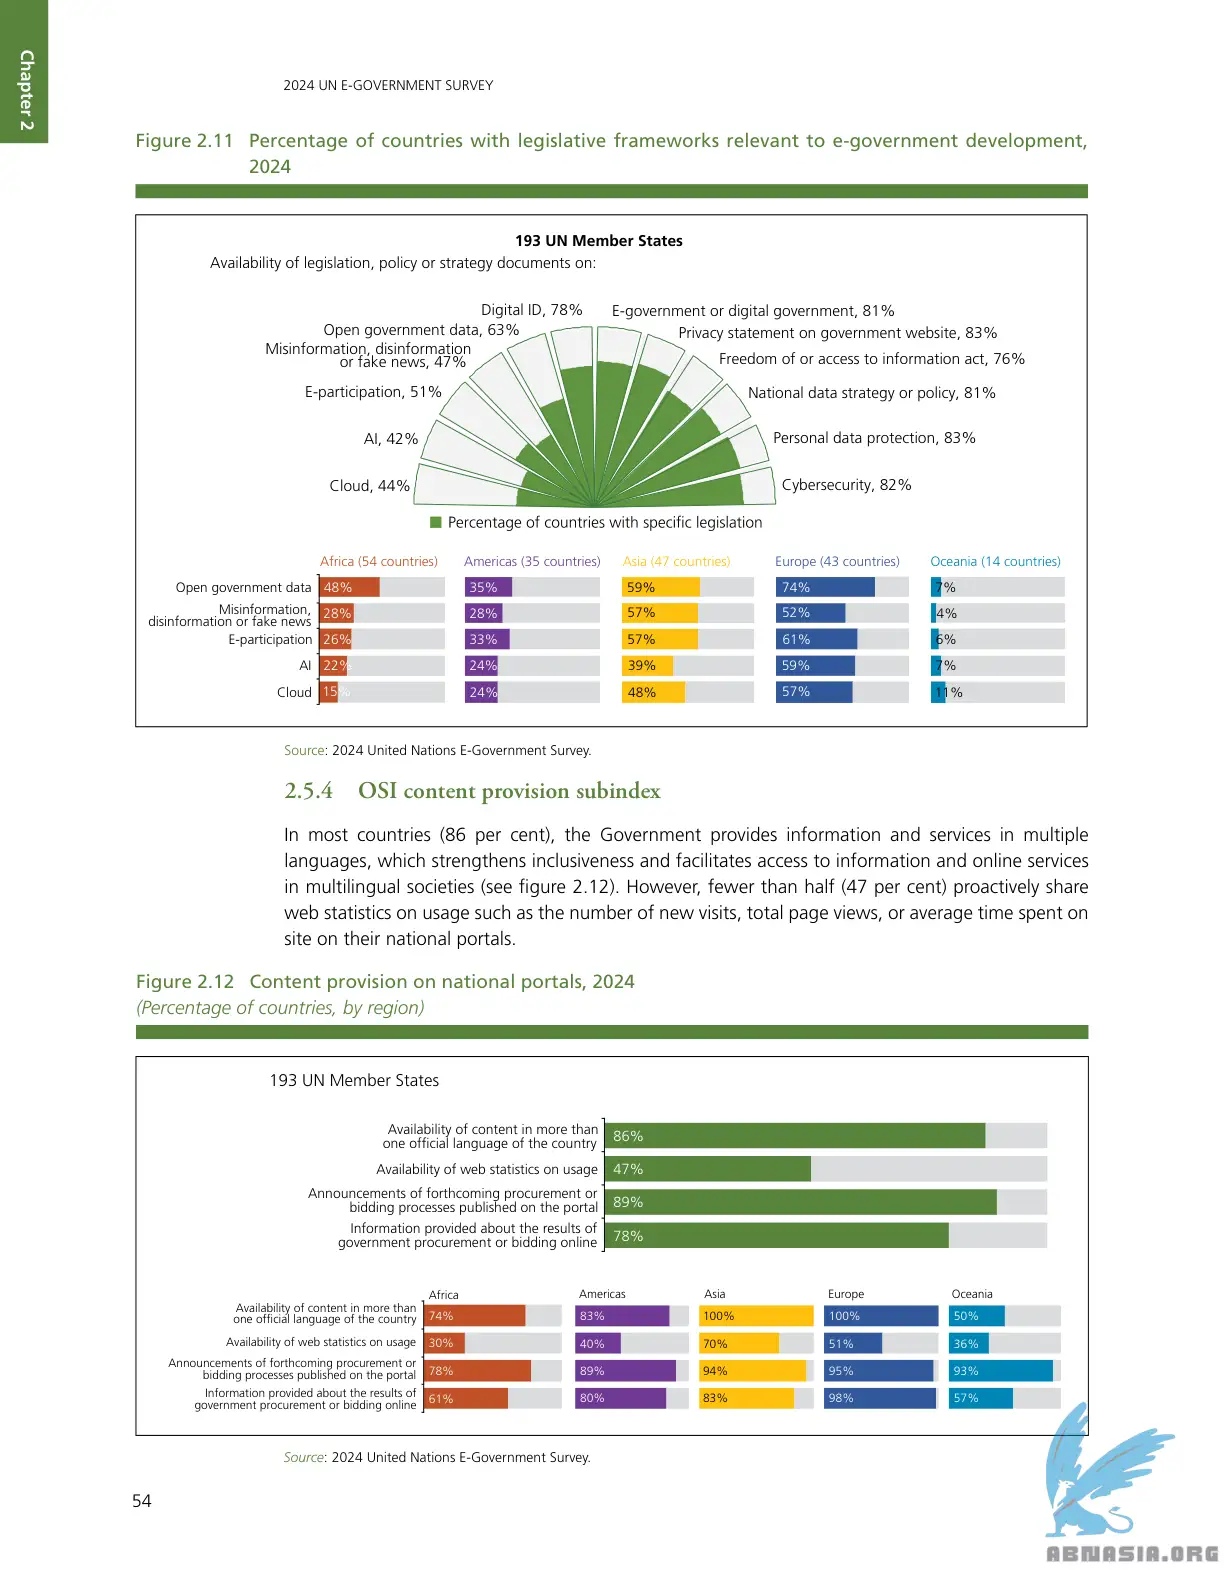 Chapter 2
2024 UN E-GOVERNMENT SURVEY
Figure 2.11 Percentage of countries with legislative frameworks relevant to e-government development,
2024
193 UN Member States
Availability of legislation, policy or strategy documents on:
Digital ID, 78%
E-government or digital government, 81%
Open government data, 63%
Privacy statement on government website, 83%
Misinformation, disinformation
or fake news, 47%
Freedom of or access to information act, 76%
E-participation, 51%
National data strategy or policy, 81%
AI, 42%
Personal data protection, 83%
Cloud, 44%
Cybersecurity, 82%
Percentage of countries with specific legislation
Africa (54 countries) Americas (35 countries) Asia (47 countries) Europe (43 countries) Oceania (14 countries)
Open government data 48% 35% 59% 74% 7%
Misinformation,
disinformation or fake news 28% 28% 57% 52% 4%
E-participation 26% 33% 57% 61% 6%
AI 22% 24% 39% 59% 7%
Cloud 15% 24% 48% 57% 11%
Source: 2024 United Nations E-Government Survey.
2.5.4 OSI content provision subindex
In most countries (86 per cent), the Government provides information and services in multiple
languages, which strengthens inclusiveness and facilitates access to information and online services
in multilingual societies (see figure 2.12). However, fewer than half (47 per cent) proactively share
web statistics on usage such as the number of new visits, total page views, or average time spent on
site on their national portals.
Figure 2.12 Content provision on national portals, 2024
(Percentage of countries, by region)
193 UN Member States
Availability of content in more than
one official language of the country 86%
Availability of web statistics on usage 47%
Announcements of forthcoming procurement or
bidding processes published on the portal 89%
Information provided about the results of
government procurement or bidding online 78%
Africa Americas Asia Europe Oceania
Availability of content in more than
one official language of the country 74% 83% 100% 100% 50%
Availability of web statistics on usage 30% 40% 70% 51% 36%
Announcements of forthcoming procurement or
bidding processes published on the portal 78% 89% 94% 95% 93%
Information provided about the results of
government procurement or bidding online 61% 80% 83% 98% 57%
Source: 2024 United Nations E-Government Survey.
54
ABNASIA.ORG